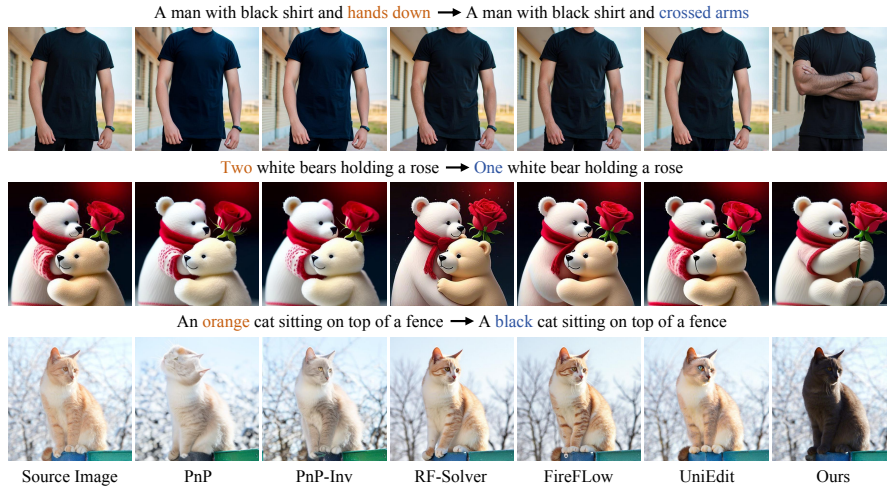 A man with black shirt and hands down → A man with black shirt and crossed arms
Two white bears holding a rose → One white bear holding a rose
An orange cat sitting on top of a fence → A black cat sitting on top of a fence
Source Image PnP PnP-Inv RF-Solver FireFLow UniEdit Ours